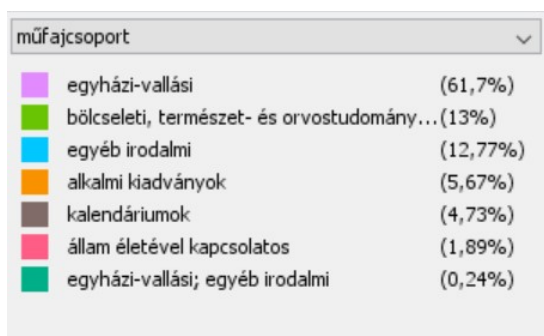 műfajcsoport
egyházi-vallási (61,7%)
bölcseleti, természet- és orvostudomány...(13%)
egyéb irodalmi (12,77%)
alkalmi kiadványok (5,67%)
kalendáriumok (4,73%)
állam életével kapcsolatos (1,89%)
egyházi-vallási; egyéb irodalmi (0,24%)